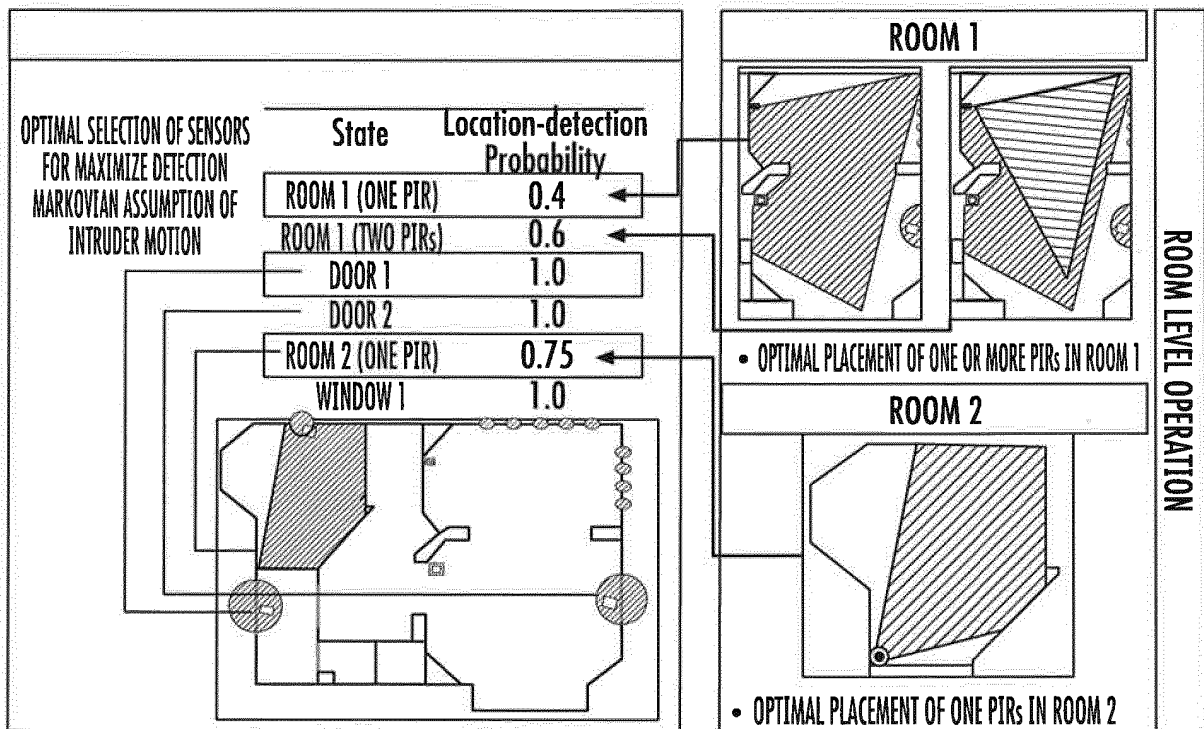 OPTIMAL SELECTION OF SENSORS
FOR MAXIMIZE DETECTION
MARKOVIAN ASSUMPTION OF
INTRUDER MOTION
State Location-detection
Probability
ROOM 1 (ONE PIR) 0.4
ROOM 1 (TWO PIRs) 0.6
DOOR 1 1.0
DOOR 2 1.0
ROOM 2 (ONE PIR) 0.75
WINDOW 1 1.0
ROOM 1
• OPTIMAL PLACEMENT OF ONE OR MORE PIRs IN ROOM 1
ROOM 2
• OPTIMAL PLACEMENT OF ONE PIRs IN ROOM 2
ROOM LEVEL OPERATION